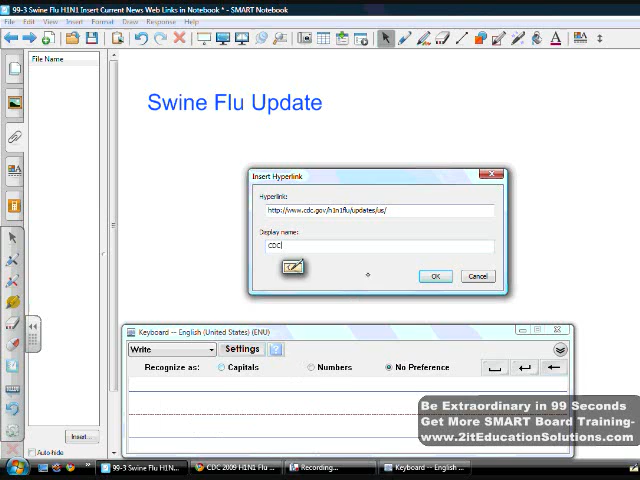 99-3 Swine Flu H1N1 Insert Current News Web Links in Notebook * - SMART Notebook
File Edit View Insert Format Draw Response Help
File Name
Swine Flu Update
Insert Hyperlink
Hyperlink:
http://www.cdc.gov/h1n1flu/updates/us/
Display name:
CDC
OK Cancel
Keyboard -- English (United States) (ENU)
Write Settings ?
Recognize as: Capitals Numbers No Preference
Be Extraordinary in 99 Seconds
Get More SMART Board Training-
www.2itEducationSolutions.com
Insert...
Auto-hide
99-3 Swine Flu H1N... CDC 2009 H1N1 Flu ... Recording... Keyboard -- English ...